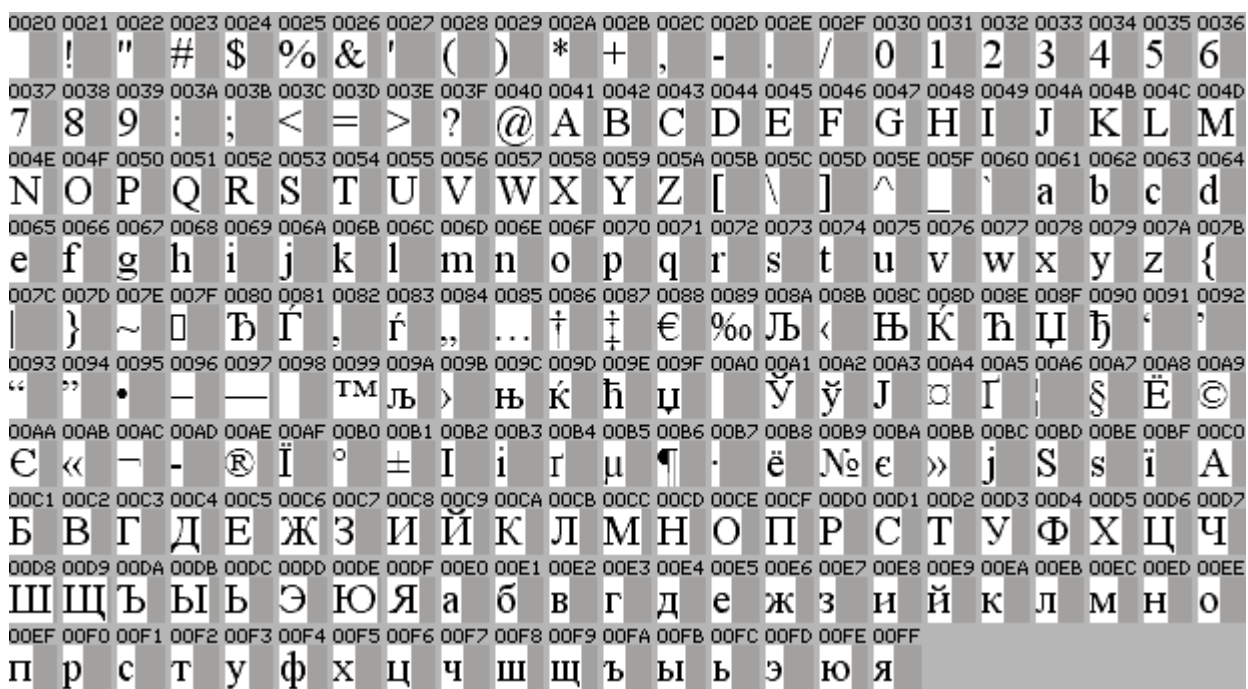 0020 0021 0022 0023 0024 0025 0026 0027 0028 0029 002A 002B 002C 002D 002E 002F 0030 0031 0032 0033 0034 0035 0036
! " # $ % & ' ( ) * + , - . / 0 1 2 3 4 5 6
0037 0038 0039 003A 003B 003C 003D 003E 003F 0040 0041 0042 0043 0044 0045 0046 0047 0048 0049 004A 004B 004C 004D
7 8 9 : ; < = > ? @ A B C D E F G H I J K L M
004E 004F 0050 0051 0052 0053 0054 0055 0056 0057 0058 0059 005A 005B 005C 005D 005E 005F 0060 0061 0062 0063 0064
N O P Q R S T U V W X Y Z [ \ ] ^ _ ` a b c d
0065 0066 0067 0068 0069 006A 006B 006C 006D 006E 006F 0070 0071 0072 0073 0074 0075 0076 0077 0078 0079 007A 007B
e f g h i j k l m n o p q r s t u v w x y z {
007C 007D 007E 007F 0080 0081 0082 0083 0084 0085 0086 0087 0088 0089 008A 008B 008C 008D 008E 008F 0090 0091 0092
| } ~ ▯ Ђ Ѓ ‚ ѓ „ … † ‡ € ‰ Љ ‹ Њ Ќ Ћ Џ ђ ‘ ’
0093 0094 0095 0096 0097 0098 0099 009A 009B 009C 009D 009E 009F 00A0 00A1 00A2 00A3 00A4 00A5 00A6 00A7 00A8 00A9
“ ” • – — ™ љ › њ ќ ћ џ Ў ў Ј ¤ Ґ ¦ § Ё ©
00AA 00AB 00AC 00AD 00AE 00AF 00B0 00B1 00B2 00B3 00B4 00B5 00B6 00B7 00B8 00B9 00BA 00BB 00BC 00BD 00BE 00BF 00C0
Є « ¬ - ® Ї ° ± І і ґ µ ¶ · ё № є » ј Ѕ ѕ ї А
00C1 00C2 00C3 00C4 00C5 00C6 00C7 00C8 00C9 00CA 00CB 00CC 00CD 00CE 00CF 00D0 00D1 00D2 00D3 00D4 00D5 00D6 00D7
Б В Г Д Е Ж З И Й К Л М Н О П Р С Т У Ф Х Ц Ч
00D8 00D9 00DA 00DB 00DC 00DD 00DE 00DF 00E0 00E1 00E2 00E3 00E4 00E5 00E6 00E7 00E8 00E9 00EA 00EB 00EC 00ED 00EE
Ш Щ Ъ Ы Ь Э Ю Я а б в г д е ж з и й к л м н о
00EF 00F0 00F1 00F2 00F3 00F4 00F5 00F6 00F7 00F8 00F9 00FA 00FB 00FC 00FD 00FE 00FF
п р с т у ф х ц ч ш щ ъ ы ь э ю я